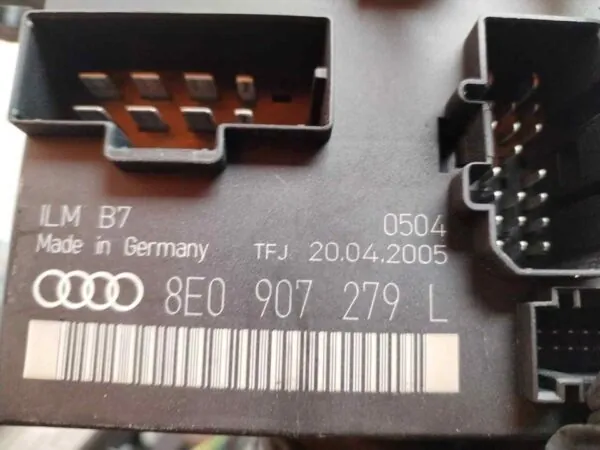 ILM B7 0504
Made in Germany TFJ 20.04.2005
8E0 907 279 L